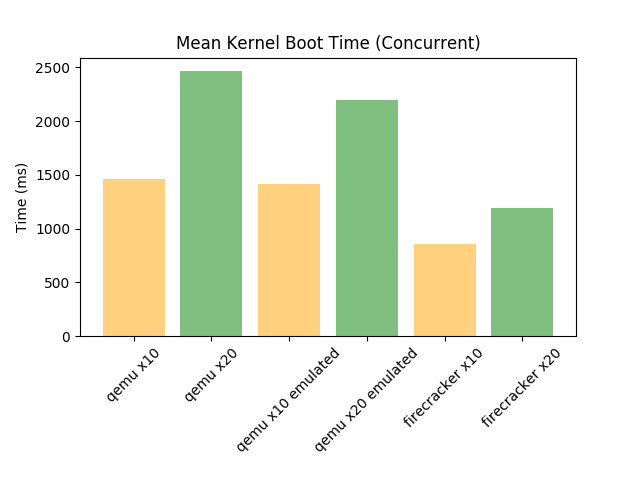 Mean Kernel Boot Time (Concurrent)
2500
2000
1500
1000
500
0
Time (ms)
qemu x10
qemu x20
qemu x10 emulated
qemu x20 emulated
firecracker x10
firecracker x20